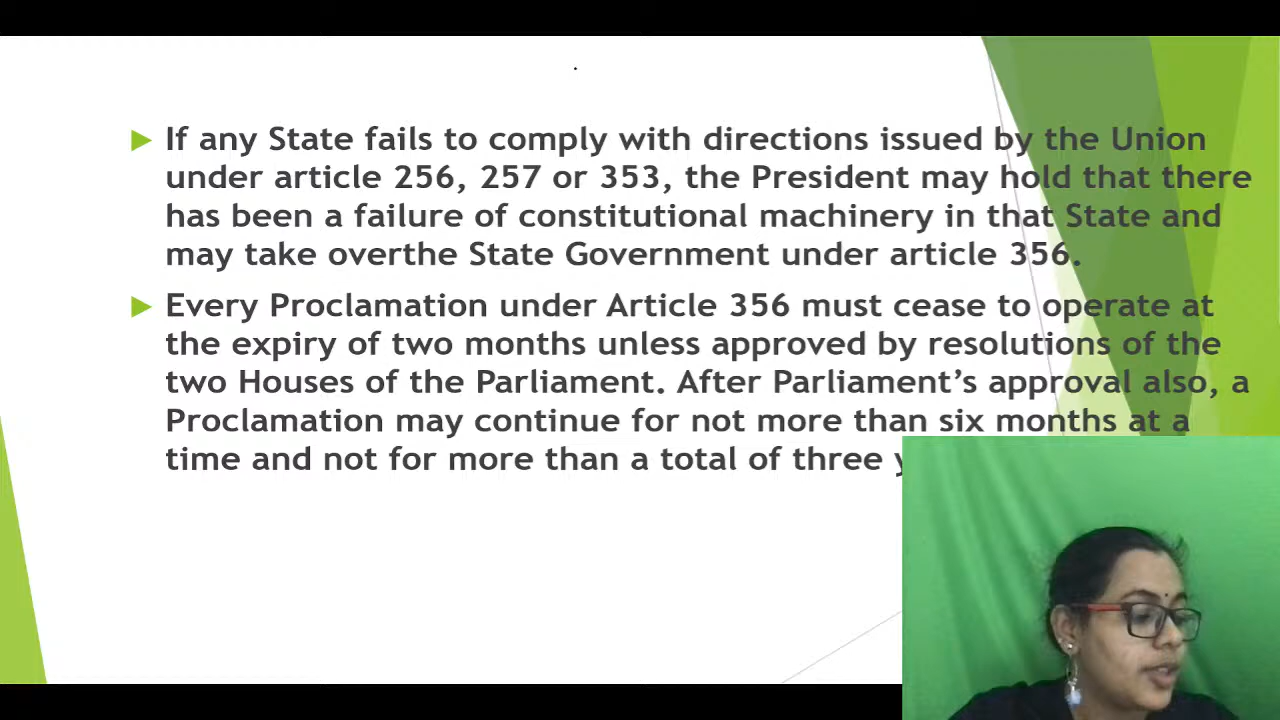 If any State fails to comply with directions issued by the Union
under article 256, 257 or 353, the President may hold that there
has been a failure of constitutional machinery in that State and
may take overthe State Government under article 356.
Every Proclamation under Article 356 must cease to operate at
the expiry of two months unless approved by resolutions of the
two Houses of the Parliament. After Parliament’s approval also, a
Proclamation may continue for not more than six months at a
time and not for more than a total of three